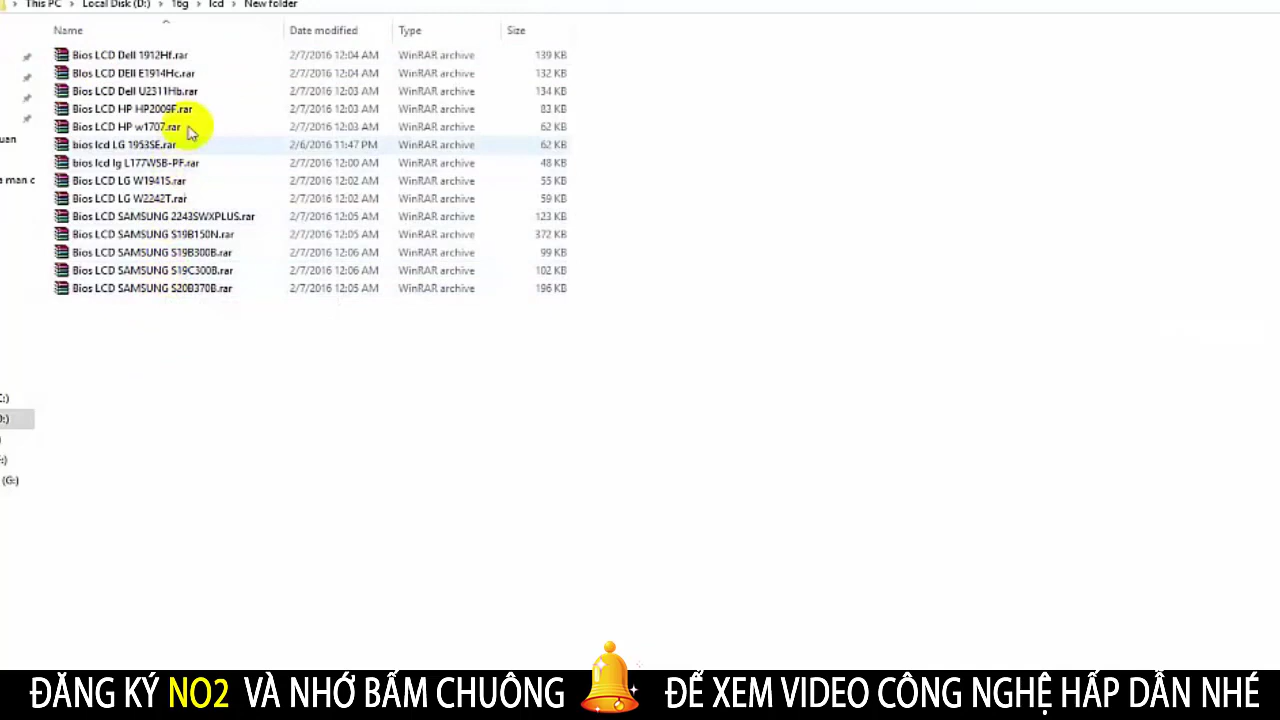 This PC > Local Disk (D:) > 16g > lcd > New folder
Name Date modified Type Size
Bios LCD Dell 1912Hf.rar 2/7/2016 12:04 AM WinRAR archive 139 KB
BIos LCD DEll E1914Hc.rar 2/7/2016 12:04 AM WinRAR archive 132 KB
Bios LCD Dell U2311Hb.rar 2/7/2016 12:03 AM WinRAR archive 134 KB
Bios LCD HP HP2009F.rar 2/7/2016 12:03 AM WinRAR archive 83 KB
Bios LCD HP w1707.rar 2/7/2016 12:03 AM WinRAR archive 62 KB
uan
bios lcd LG 1953SE.rar 2/6/2016 11:47 PM WinRAR archive 62 KB
bios lcd lg L177WSB-PF.rar 2/7/2016 12:00 AM WinRAR archive 48 KB
a man c
Bios LCD LG W1941S.rar 2/7/2016 12:02 AM WinRAR archive 55 KB
Bios LCD LG W2242T.rar 2/7/2016 12:02 AM WinRAR archive 59 KB
Bios LCD SAMSUNG 2243SWXPLUS.rar 2/7/2016 12:05 AM WinRAR archive 123 KB
Bios LCD SAMSUNG S19B150N.rar 2/7/2016 12:05 AM WinRAR archive 372 KB
Bios LCD SAMSUNG S19B300B.rar 2/7/2016 12:06 AM WinRAR archive 99 KB
Bios LCD SAMSUNG S19C300B.rar 2/7/2016 12:06 AM WinRAR archive 102 KB
Bios LCD SAMSUNG S20B370B.rar 2/7/2016 12:05 AM WinRAR archive 196 KB
C:)
D:)
:)
(G:)
ĐĂNG KÝ NO2 VÀ NHỚ BẤM CHUÔNG ĐỂ XEM VIDEO CÔNG NGHỆ HẤP DẪN NHÉ